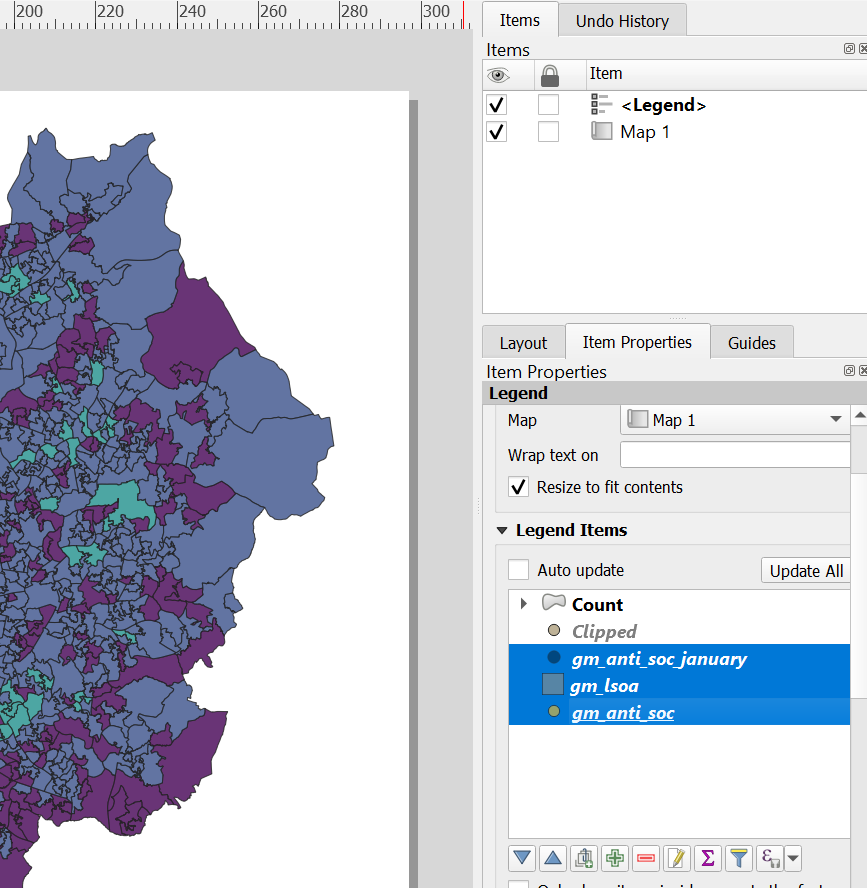 200 220 240 260 280 300
Items Undo History
Items
Item
<Legend>
Map 1
Layout Item Properties Guides
Item Properties
Legend
Map Map 1
Wrap text on
Resize to fit contents
Legend Items
Auto update Update All
Count
Clipped
gm_anti_soc_january
gm_lsoa
gm_anti_soc
Σ
ε